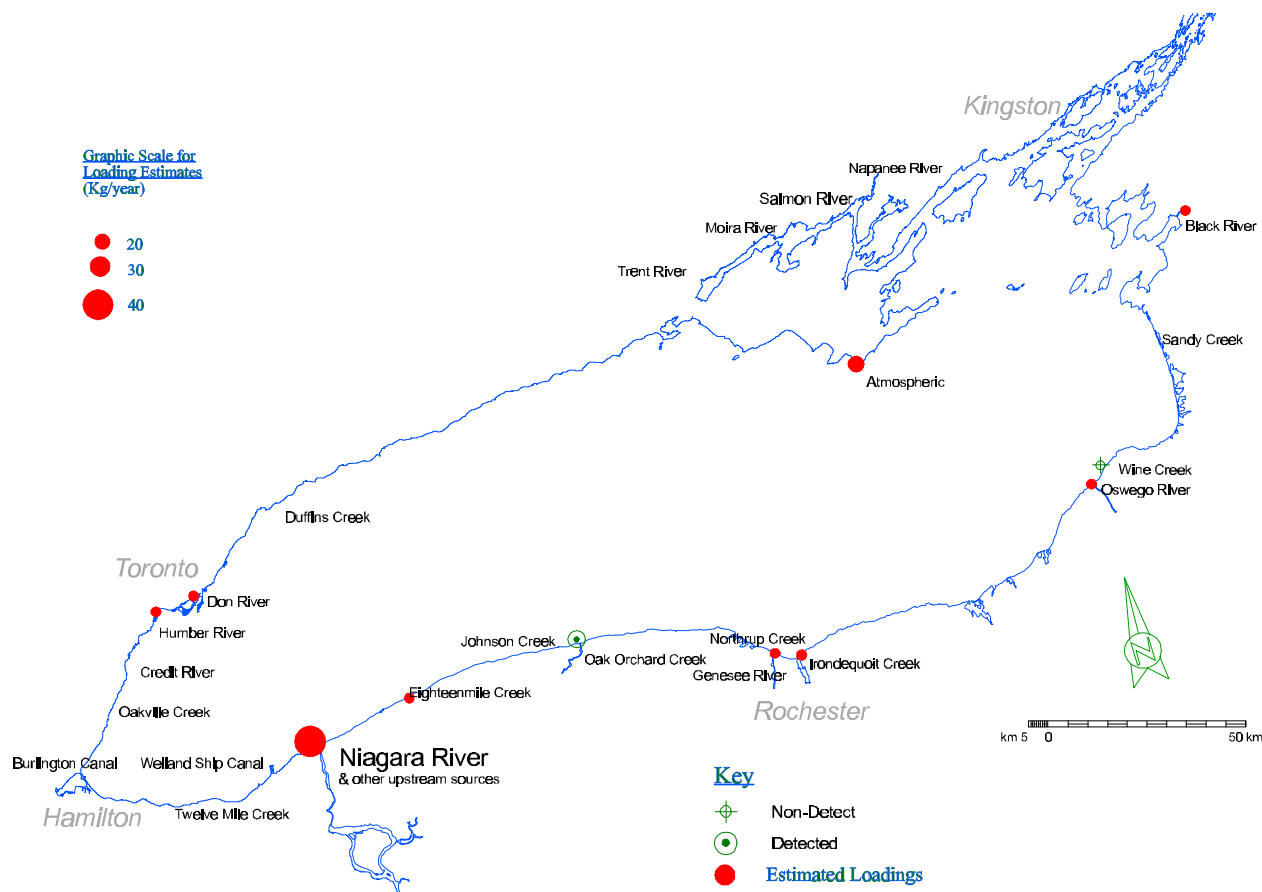 Kingston
Graphic Scale for
Loading Estimates
(Kg/year)
20
30
40
Napanee River
Salmon River
Moira River
Trent River
Black River
Sandy Creek
Atmospheric
Wine Creek
Oswego River
Duffins Creek
Toronto
Don River
Humber River
Credit River
Oakville Creek
Burlington Canal
Hamilton
Welland Ship Canal
Twelve Mile Creek
Niagara River
& other upstream sources
Eighteenmile Creek
Johnson Creek
Oak Orchard Creek
Northrup Creek
Genesee River
Irondequoit Creek
Rochester
N
km 5 0 50 km
Key
Non-Detect
Detected
Estimated Loadings